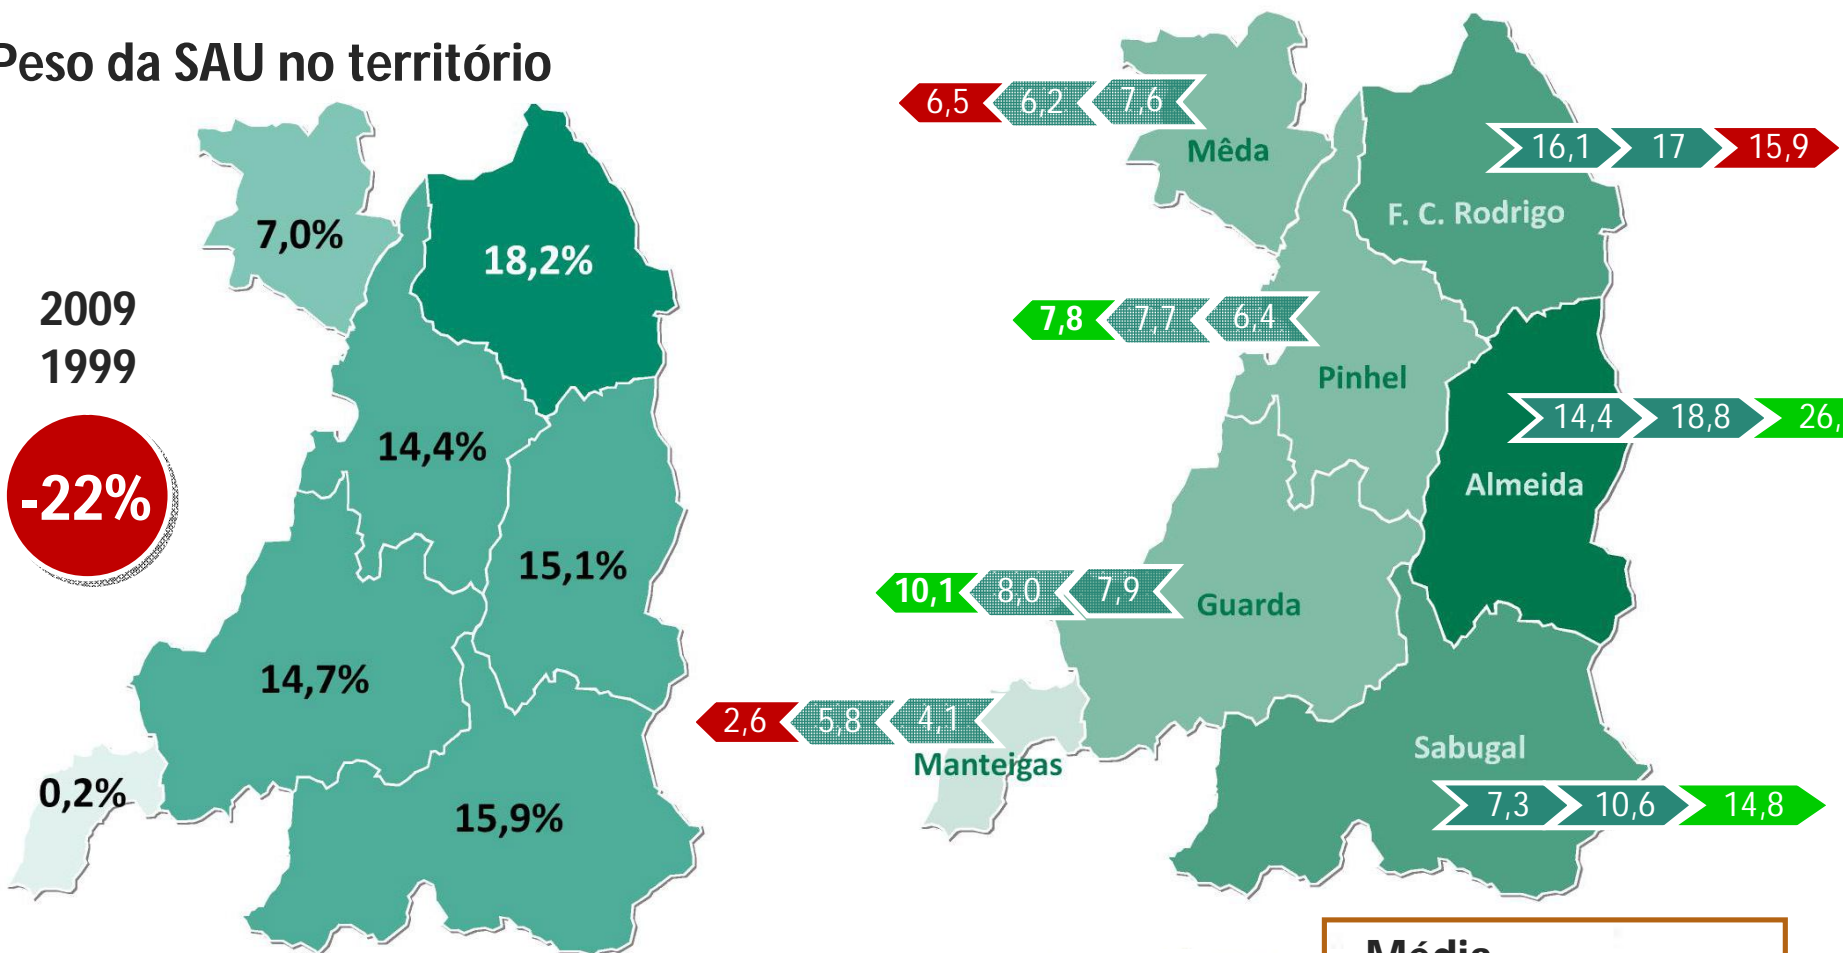 Peso da SAU no território
7,0%
18,2%
2009
1999
-22%
14,4%
15,1%
14,7%
0,2%
15,9%
6,5 6,2 7,6
Mêda
16,1 17 15,9
F. C. Rodrigo
7,8 7,7 6,4
Pinhel
14,4 18,8 26,
Almeida
10,1 8,0 7,9
Guarda
2,6 5,8 4,1
Manteigas
Sabugal
7,3 10,6 14,8
Média